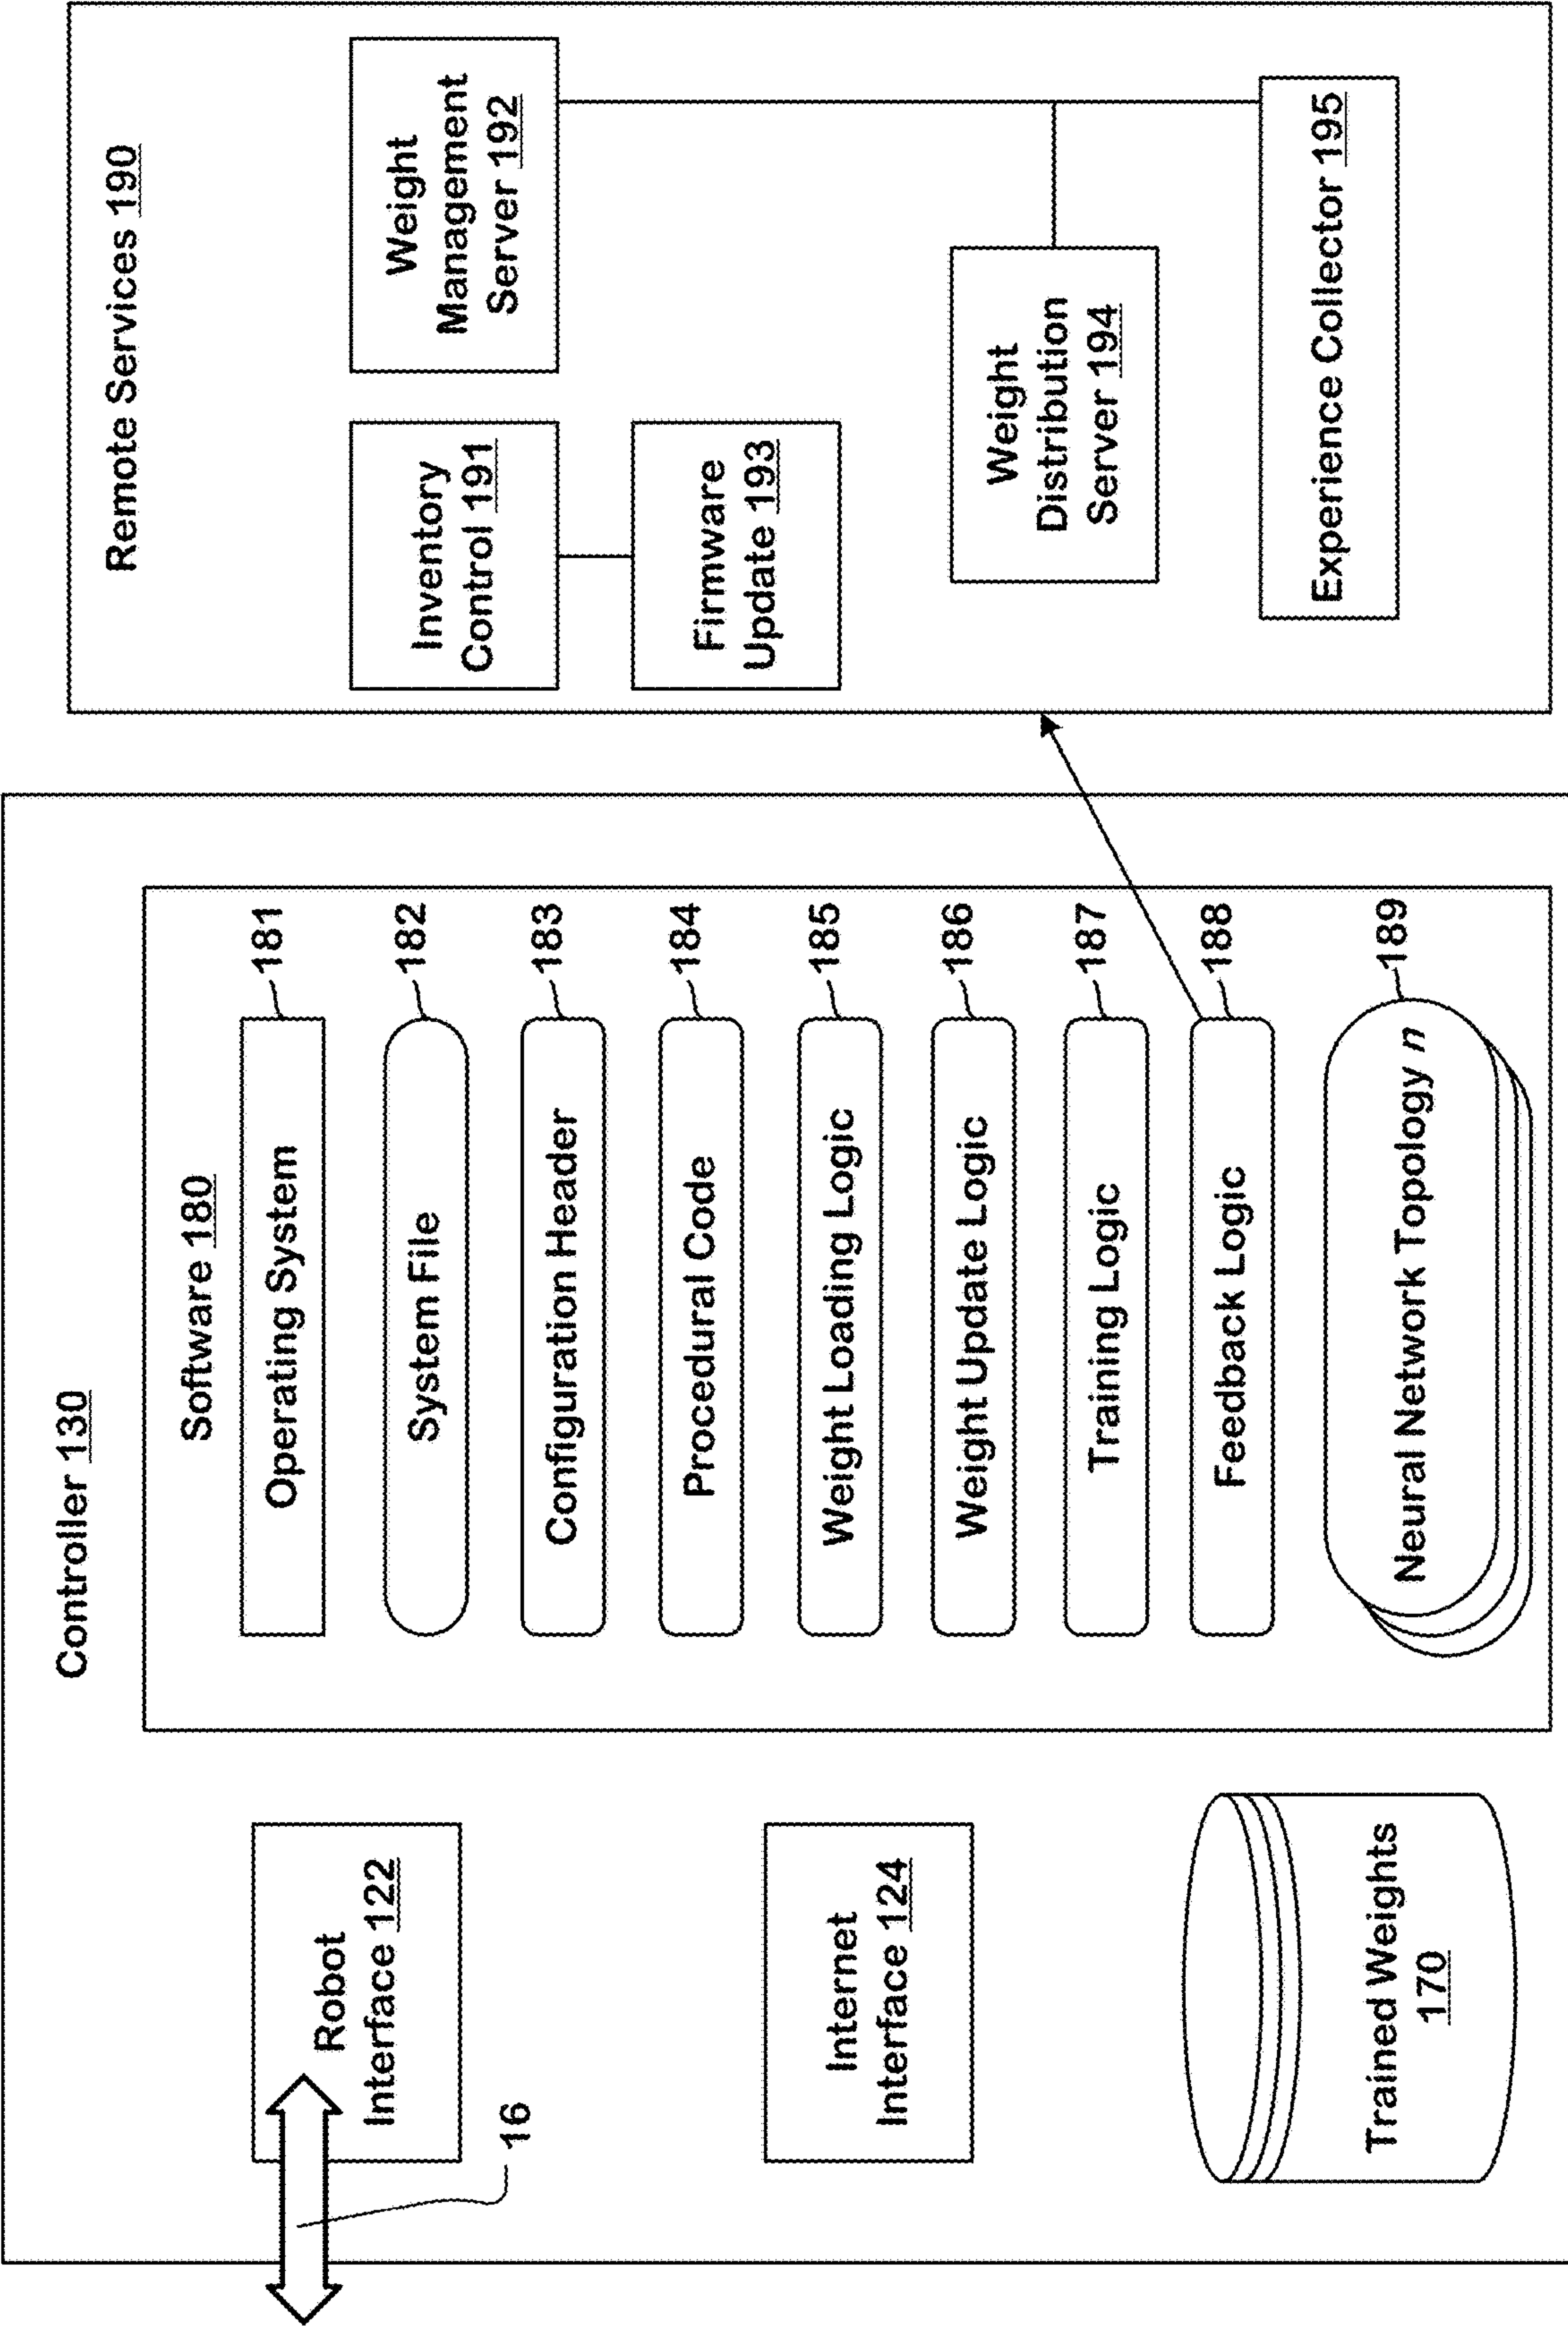 Controller 130
Robot
Interface 122
16
Internet
Interface 124
Trained Weights
170
Software 180
Operating System
181
System File
182
Configuration Header
183
Procedural Code
184
Weight Loading Logic
185
Weight Update Logic
186
Training Logic
187
Feedback Logic
188
Neural Network Topology n
189
Remote Services 190
Inventory
Control 191
Weight
Management
Server 192
Firmware
Update 193
Weight
Distribution
Server 194
Experience Collector 195